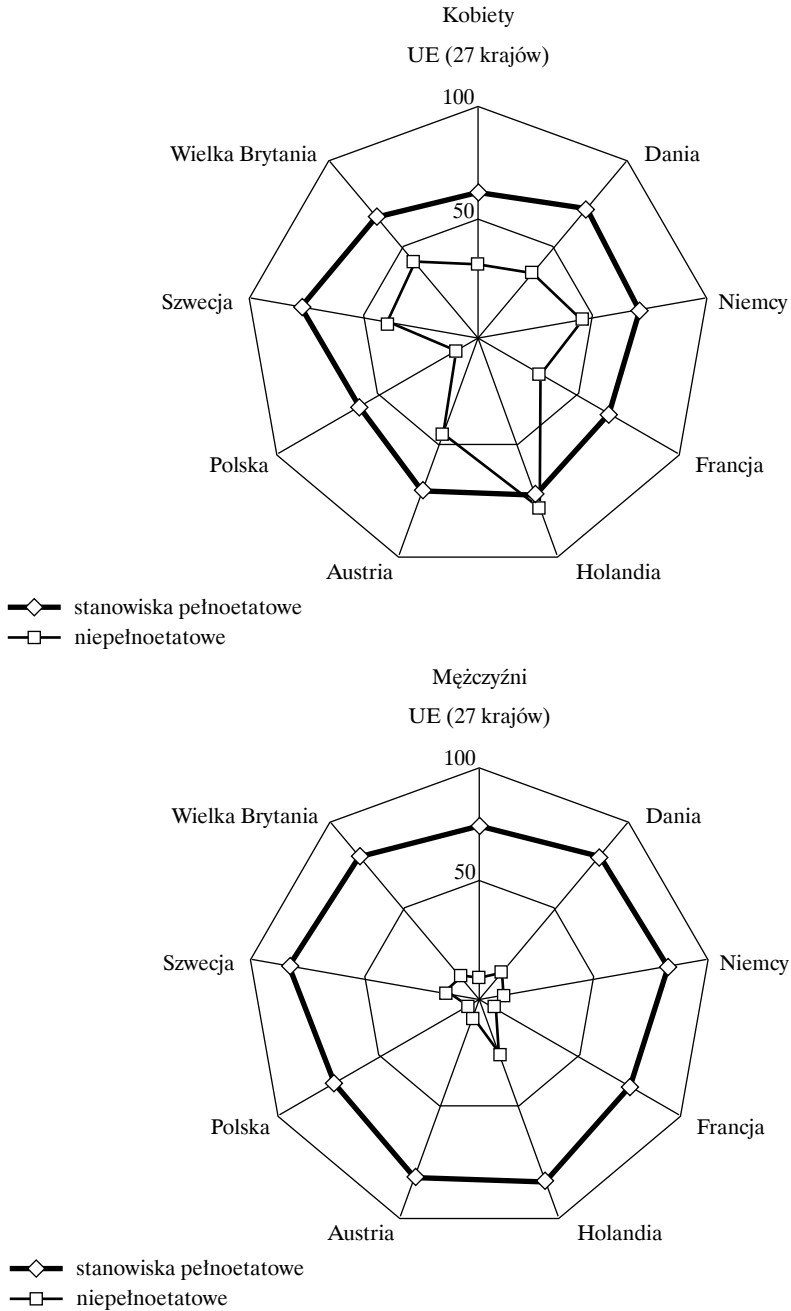 Kobiety
UE (27 krajów)
100
Wielka Brytania
Dania
50
Szwecja
Niemcy
Polska
Francja
Austria
Holandia
stanowiska pełnoetatowe
niepełnoetatowe
Mężczyźni
UE (27 krajów)
100
Wielka Brytania
Dania
50
Szwecja
Niemcy
Polska
Francja
Austria
Holandia
stanowiska pełnoetatowe
niepełnoetatowe